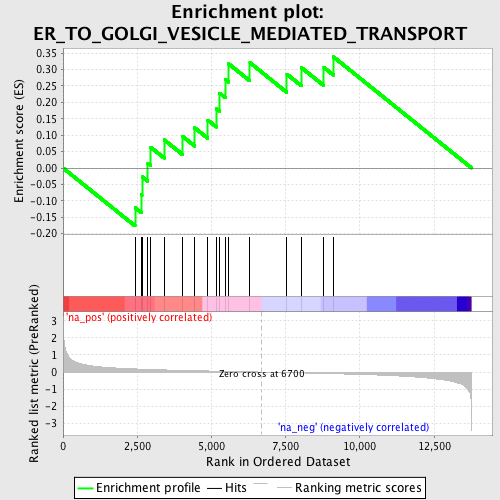 Enrichment plot:
ER_TO_GOLGI_VESICLE_MEDIATED_TRANSPORT
Enrichment score (ES)
0.35
0.30
0.25
0.20
0.15
0.10
0.05
0.00
-0.05
-0.10
-0.15
-0.20
'na_pos' (positively correlated)
Ranked list metric (PreRanked)
3
2
1
0
-1
-2
-3
Zero cross at 6700
'na_neg' (negatively correlated)
0
2,500
5,000
7,500
10,000
12,500
Rank in Ordered Dataset
Enrichment profile
Hits
Ranking metric scores